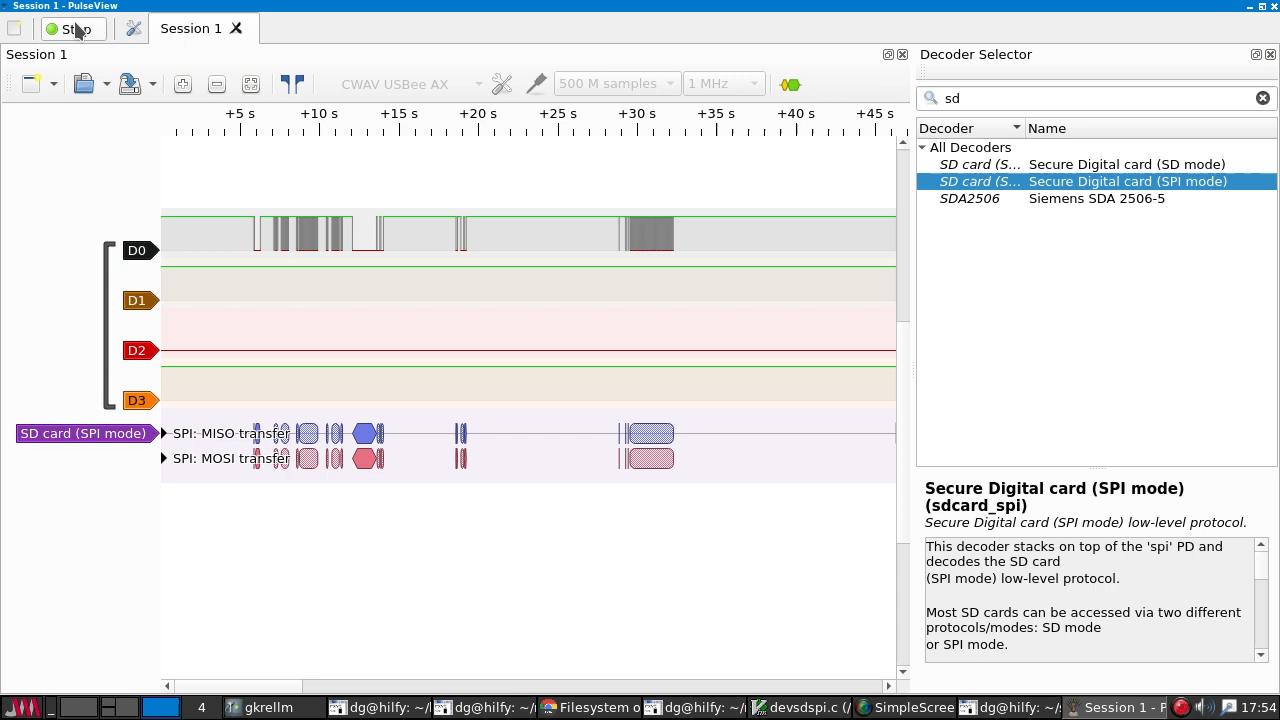 Session 1 - PulseView
Session 1
Session 1
CWAV USBee AX
500 M samples
1 MHz
+5 s
+10 s
+15 s
+20 s
+25 s
+30 s
+35 s
+40 s
+45 s
D0
D1
D2
D3
SD card (SPI mode)
SPI: MISO transfer
SPI: MOSI transfer
Decoder Selector
sd
Decoder
Name
All Decoders
SD card (S... Secure Digital card (SD mode)
SD card (S... Secure Digital card (SPI mode)
SDA2506 Siemens SDA 2506-5
Secure Digital card (SPI mode)
(sdcard_spi)
Secure Digital card (SPI mode) low-level protocol.
This decoder stacks on top of the 'spi' PD and
decodes the SD card
(SPI mode) low-level protocol.
Most SD cards can be accessed via two different
protocols/modes: SD mode
or SPI mode.
4
gkrellm
dg@hilfy: ~/
dg@hilfy: ~/
Filesystem o
dg@hilfy: ~/
devsdspi.c (/
SimpleScree
dg@hilfy: ~/
Session 1 - P
17:54